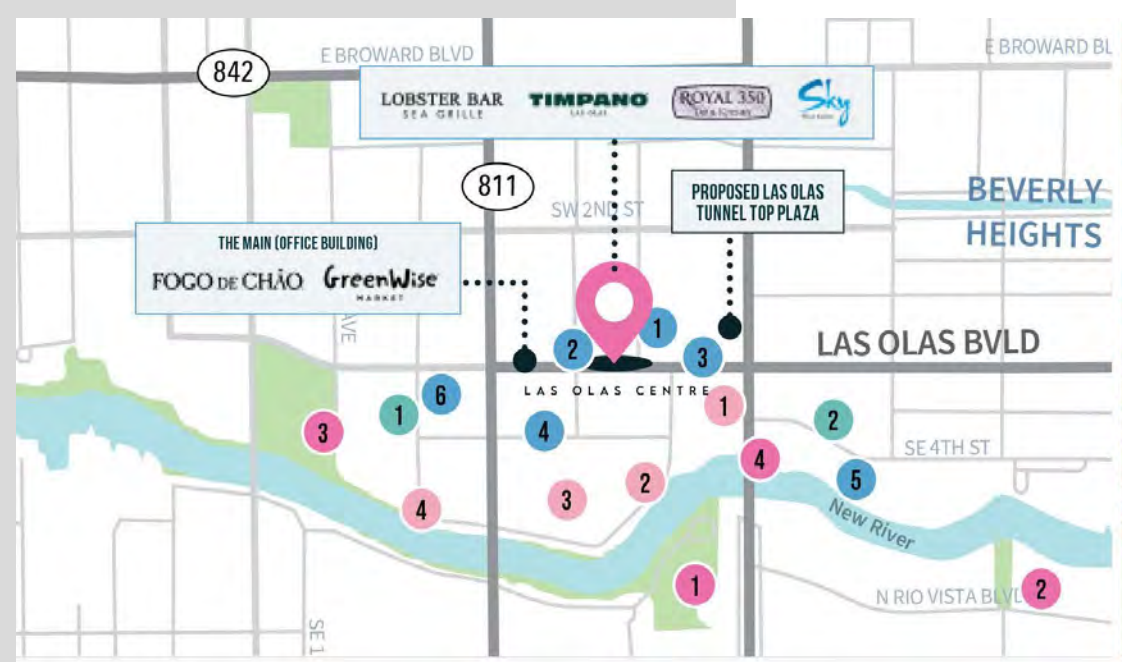 E BROWARD BLVD
E BROWARD BL
842
LOBSTER BAR
SEA GRILLE
TIMPANO
LAS OLAS
ROYAL 350
Sky
811
SW 2ND ST
PROPOSED LAS OLAS
TUNNEL TOP PLAZA
BEVERLY
HEIGHTS
THE MAIN (OFFICE BUILDING)
FOGO DE CHÃO
GreenWise
MARKET
AVE
1
2
3
LAS OLAS BVLD
LAS OLAS CENTRE
6
1
1
2
3
4
SE 4TH ST
4
5
2
3
4
New River
1
2
N RIO VISTA BLVD
SE 1